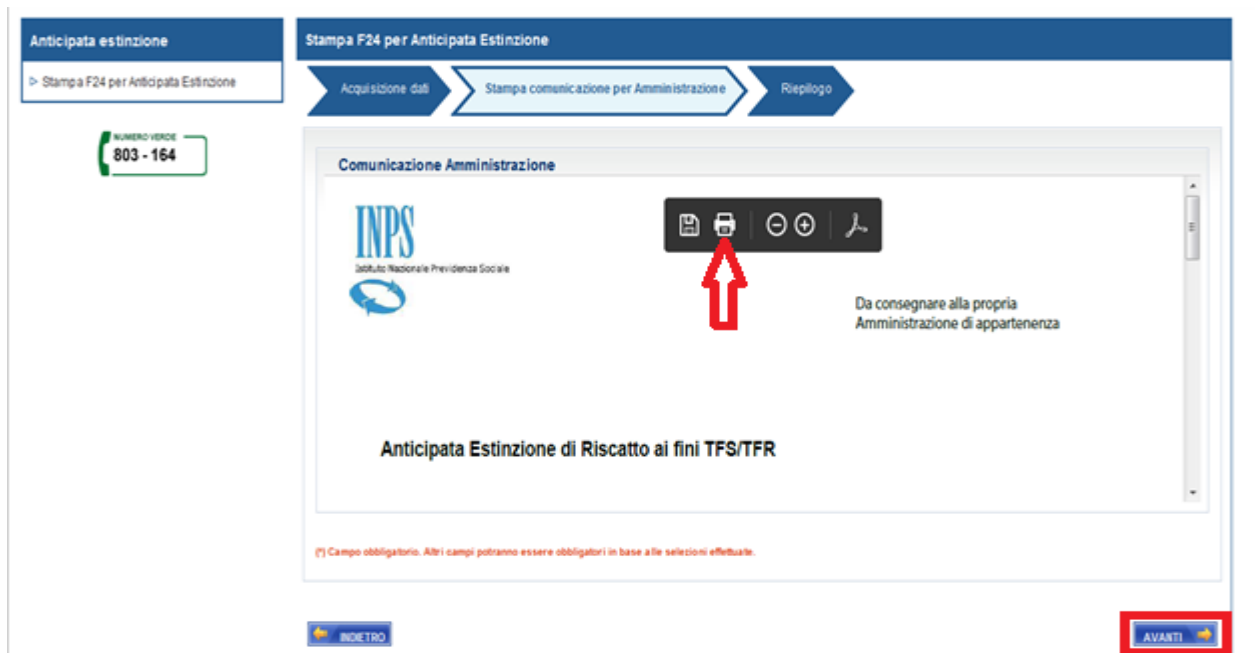 Anticipata estinzione
Stampa F24 per Anticipata Estinzione
NUMERO VERDE
803 - 164
Stampa F24 per Anticipata Estinzione
Acquisizione dati
Stampa comunicazione per Amministrazione
Riepilogo
Comunicazione Amministrazione
INPS
Istituto Nazionale Previdenza Sociale
Da consegnare alla propria
Amministrazione di appartenenza
Anticipata Estinzione di Riscatto ai fini TFS/TFR
(*) Campo obbligatorio. Altri campi potranno essere obbligatori in base alle selezioni effettuate.
INDIETRO
AVANTI